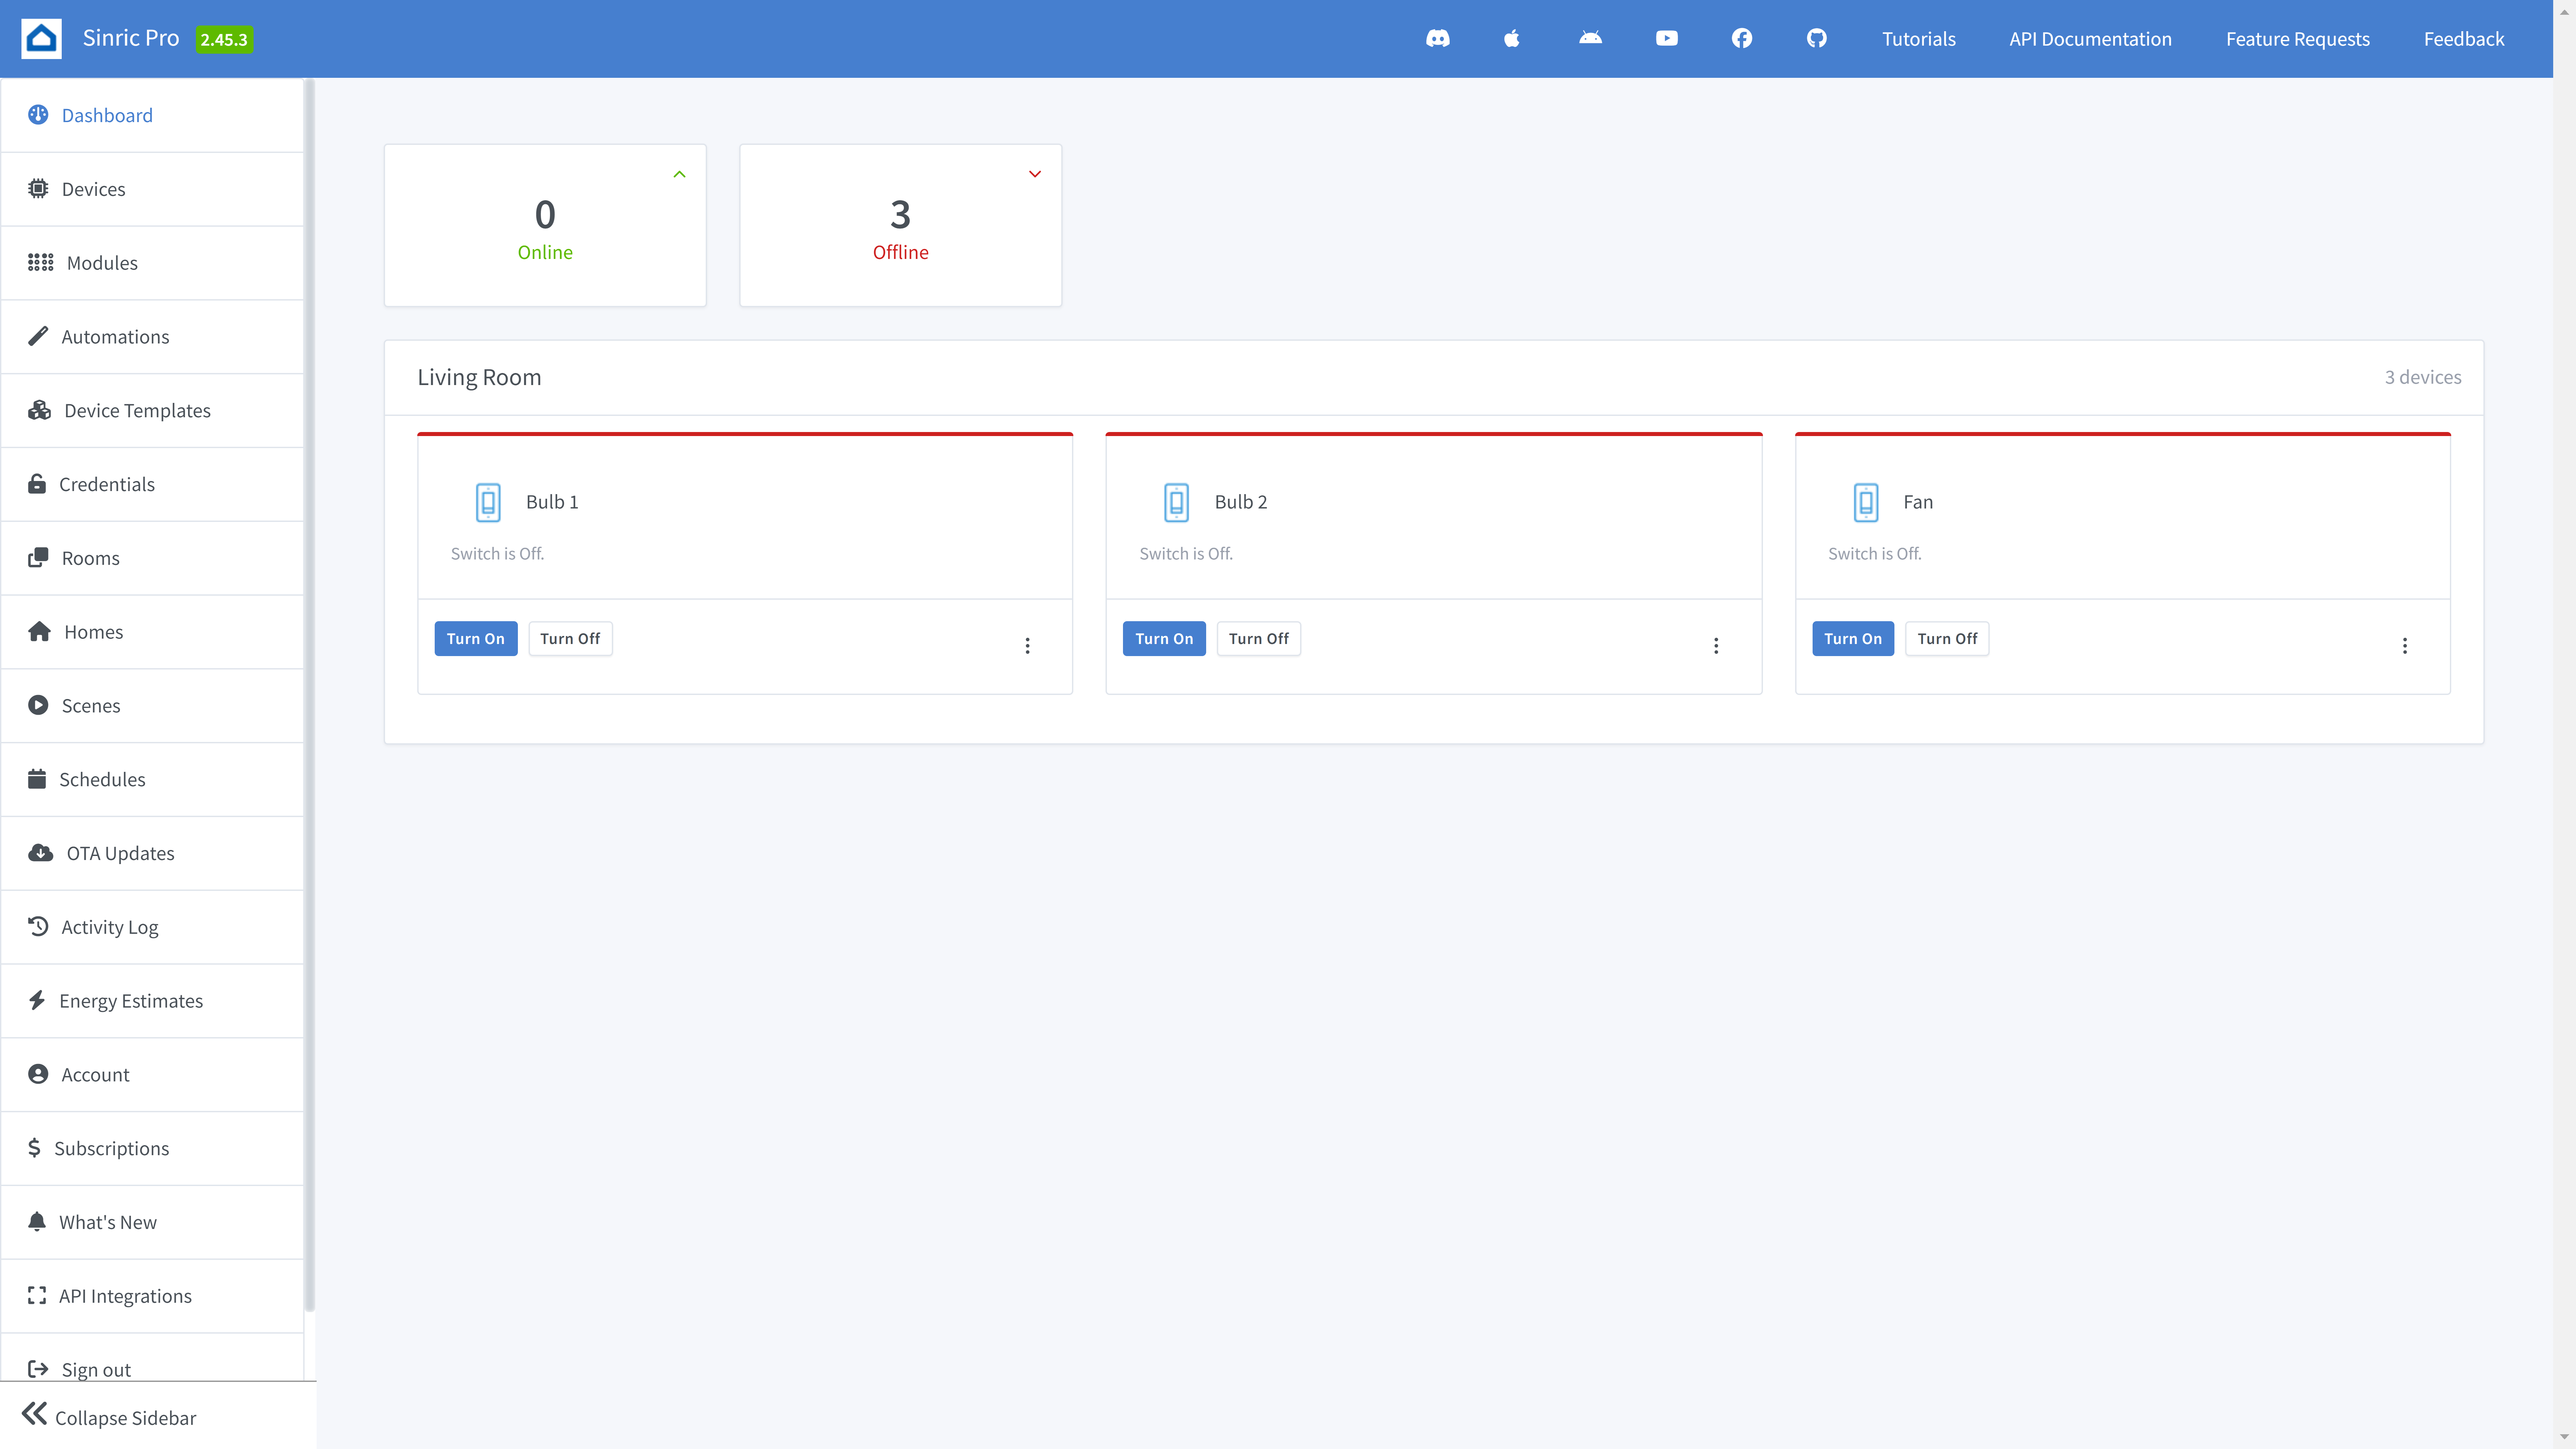 Sinric Pro 2.45.3 Tutorials API Documentation Feature Requests Feedback
Dashboard
Devices
Modules
Automations
Device Templates
Credentials
Rooms
Homes
Scenes
Schedules
OTA Updates
Activity Log
Energy Estimates
Account
Subscriptions
What's New
API Integrations
Sign out
Collapse Sidebar
0
Online
3
Offline
Living Room 3 devices
Bulb 1
Switch is Off.
Turn On Turn Off
Bulb 2
Switch is Off.
Turn On Turn Off
Fan
Switch is Off.
Turn On Turn Off